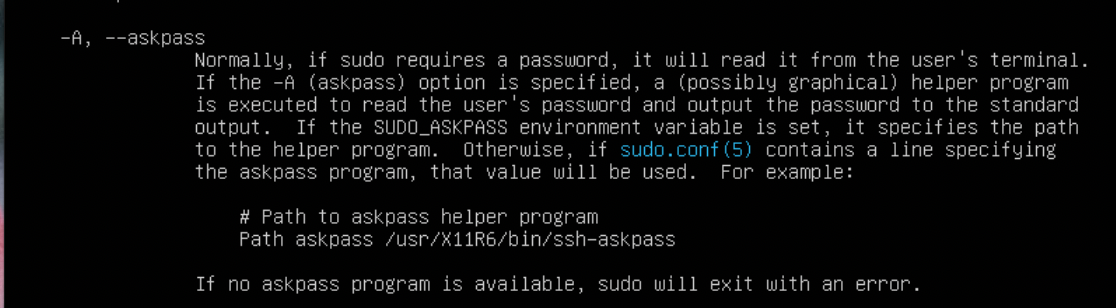 -A, --askpass
Normally, if sudo requires a password, it will read it from the user's terminal.
If the -A (askpass) option is specified, a (possibly graphical) helper program
is executed to read the user's password and output the password to the standard
output.  If the SUDO_ASKPASS environment variable is set, it specifies the path
to the helper program.  Otherwise, if sudo.conf(5) contains a line specifying
the askpass program, that value will be used.  For example:
# Path to askpass helper program
Path askpass /usr/X11R6/bin/ssh-askpass
If no askpass program is available, sudo will exit with an error.